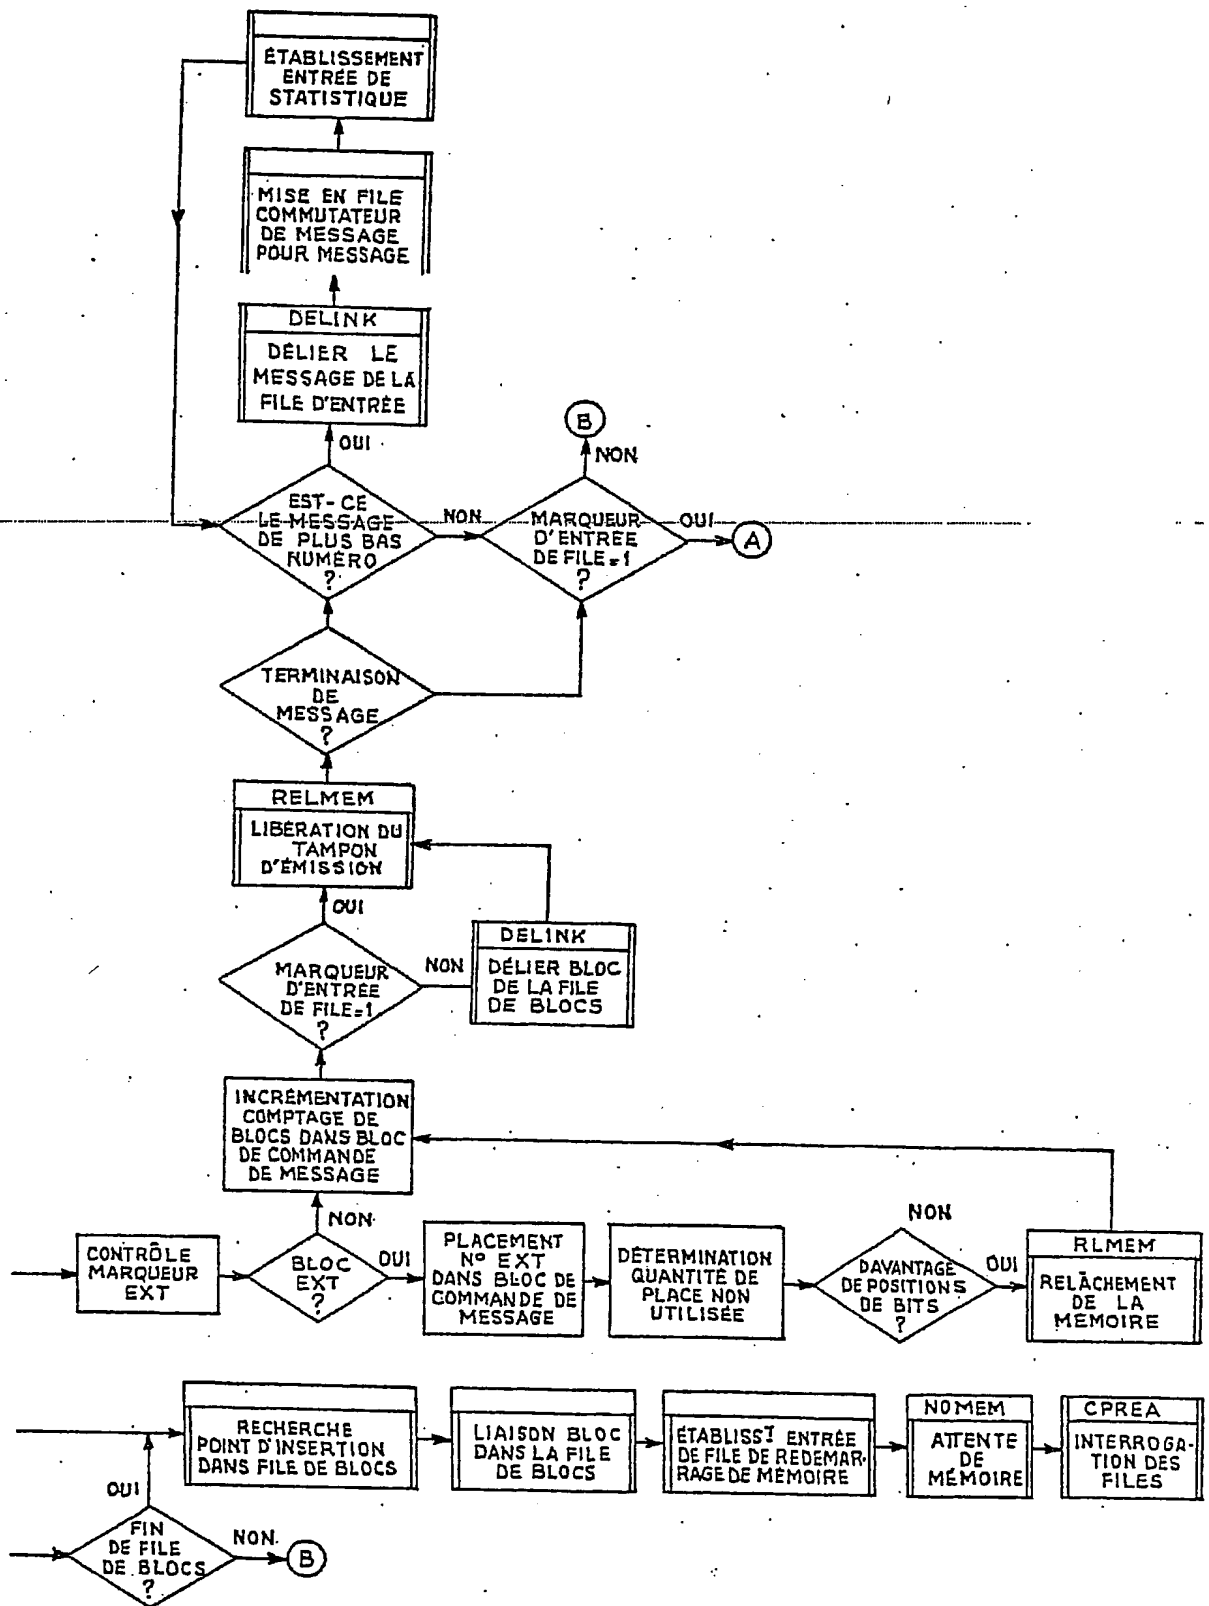 ÉTABLISSEMENT
ENTRÉE DE
STATISTIQUE
MISE EN FILE
COMMUTATEUR
DE MESSAGE
POUR MESSAGE
DELINK
DÉLIER LE
MESSAGE DE LA
FILE D'ENTRÉE
OUI
B
NON
EST-CE
LE MESSAGE
DE PLUS BAS
NUMÉRO
?
NON
MARQUEUR
D'ENTRÉE
DE FILE=1
?
OUI
A
TERMINAISON
DE
MESSAGE
?
RELMEM
LIBÉRATION DU
TAMPON
D'ÉMISSION
OUI
MARQUEUR
D'ENTRÉE
DE FILE=1
?
NON
DELINK
DÉLIER BLOC
DE LA FILE
DE BLOCS
INCRÉMENTATION
COMPTAGE DE
BLOCS DANS BLOC
DE COMMANDE
DE MESSAGE
NON.
CONTRÔLE
MARQUEUR
EXT
BLOC
EXT
?
OUI
PLACEMENT
N° EXT
DANS BLOC DE
COMMANDE DE
MESSAGE
DÉTERMINATION
QUANTITÉ DE
PLACE NON
UTILISÉE
NON
DAVANTAGE
DE POSITIONS
DE BITS
?
OUI
RLMEM
RELÂCHEMENT
DE LA
MÉMOIRE
RECHERCHE
POINT D'INSERTION
DANS FILE DE BLOCS
LIAISON BLOC
DANS LA FILE
DE BLOCS
ÉTABLISST ENTRÉE
DE FILE DE REDÉMAR-
RAGE DE MÉMOIRE
NOMEM
ATTENTE
DE
MÉMOIRE
CPREA
INTERROGA-
TION DES
FILES
OUI
FIN
DE FILE
DE BLOCS
?
NON.
B